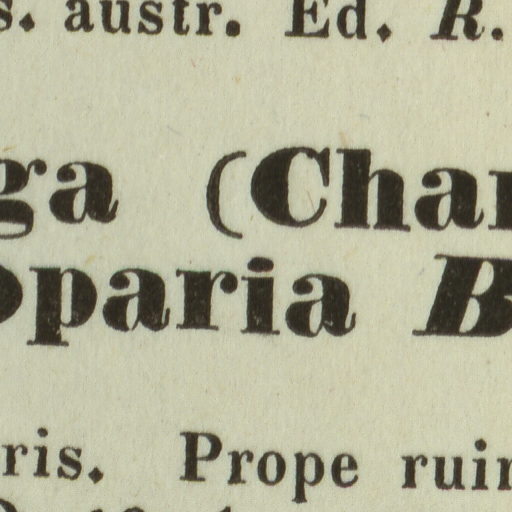 s. austr. Ed. R.
ga (Char
oparia B
ris. Prope ruin